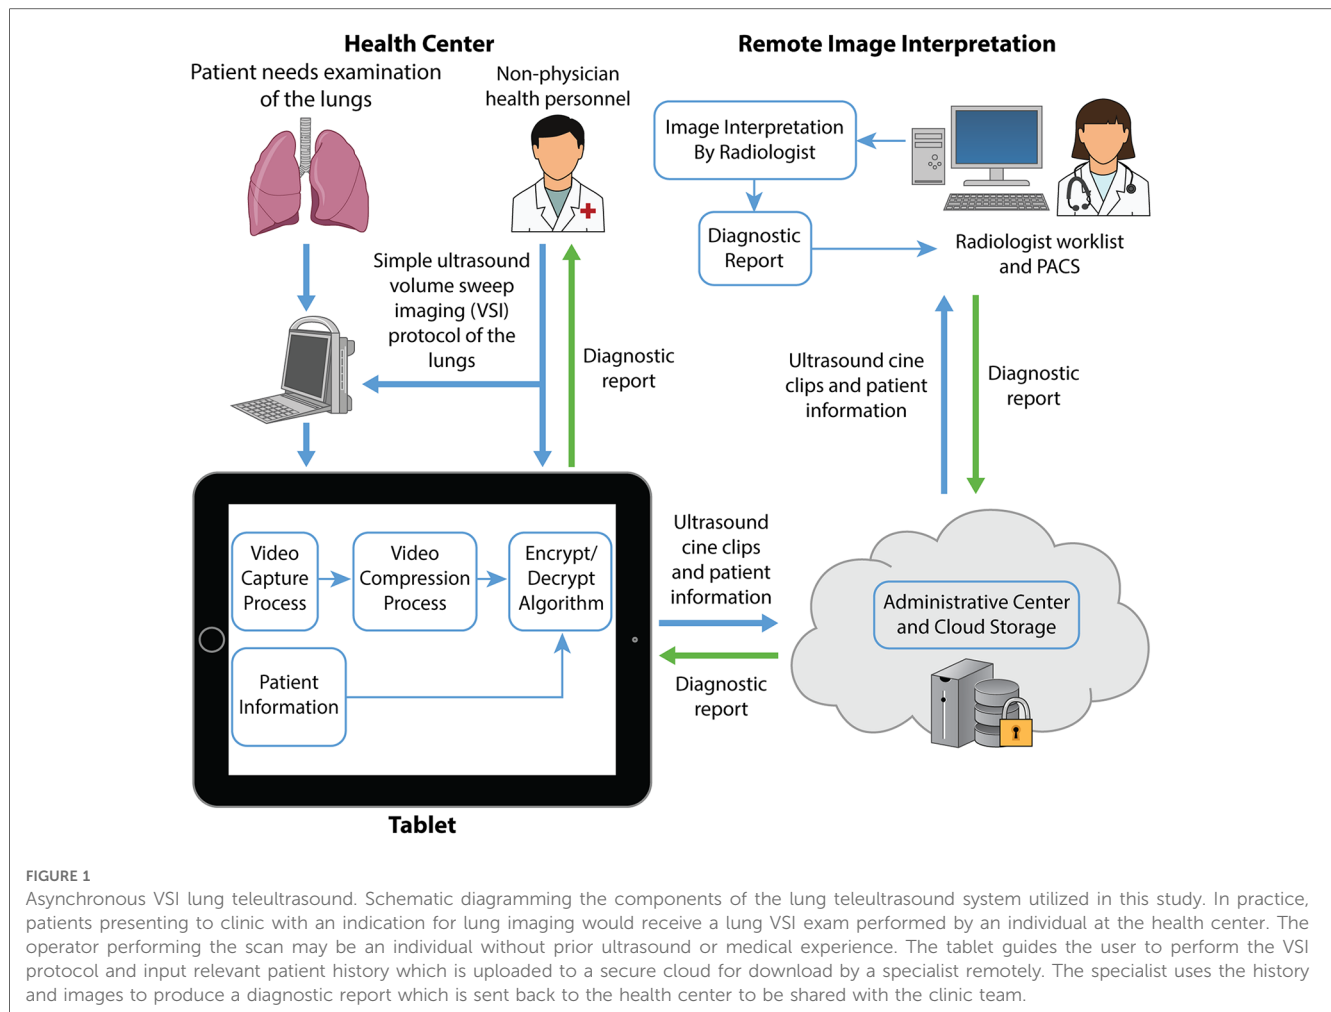 Health Center
Patient needs examination
of the lungs
Non-physician
health personnel
Simple ultrasound
volume sweep
imaging (VSI)
protocol of the
lungs
Diagnostic
report
Remote Image Interpretation
Image Interpretation
By Radiologist
Diagnostic
Report
Radiologist worklist
and PACS
Ultrasound cine
clips and patient
information
Diagnostic
report
Video
Capture
Process
Video
Compression
Process
Encrypt/
Decrypt
Algorithm
Patient
Information
Tablet
Ultrasound
cine clips
and patient
information
Diagnostic
report
Administrative Center
and Cloud Storage
FIGURE 1
Asynchronous VSI lung teleultrasound. Schematic diagramming the components of the lung teleultrasound system utilized in this study. In practice,
patients presenting to clinic with an indication for lung imaging would receive a lung VSI exam performed by an individual at the health center. The
operator performing the scan may be an individual without prior ultrasound or medical experience. The tablet guides the user to perform the VSI
protocol and input relevant patient history which is uploaded to a secure cloud for download by a specialist remotely. The specialist uses the history
and images to produce a diagnostic report which is sent back to the health center to be shared with the clinic team.